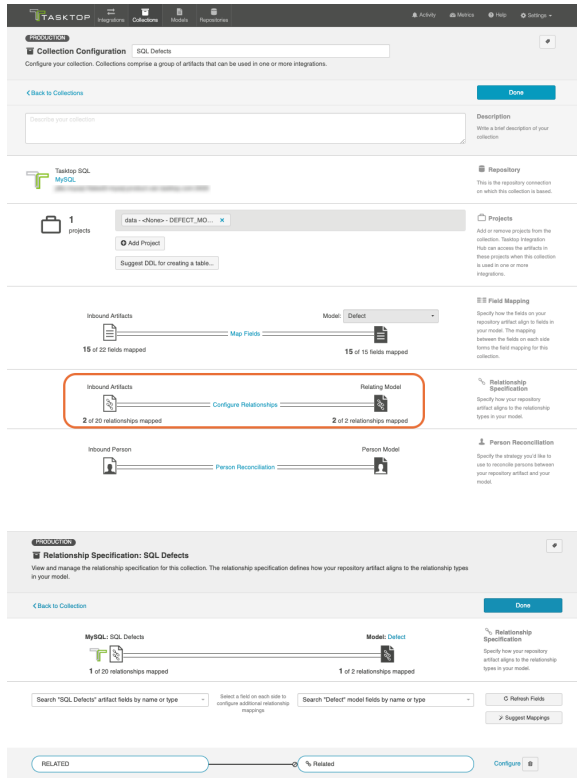 TASKTOP
Integrations
Collections
Models
Repositories
Activity
Metrics
Help
Settings
PRODUCTION
Collection Configuration
SQL Defects
Configure your collection. Collections comprise a group of artifacts that can be used in one or more integrations.
Back to Collections
Done
Describe your collection
Description
Write a brief description of your
collection
Tasktop SQL
MySQL
Repository
This is the repository connection
on which this collection is based.
1
projects
data - <None> - DEFECT_MO... ×
Add Project
Suggest DDL for creating a table...
Projects
Add or remove projects from the
collection. Tasktop Integration
Hub can access the artifacts in
these projects when this collection
is used in one or more
integrations.
Inbound Artifacts
Model: Defect
Map Fields
15 of 22 fields mapped
15 of 15 fields mapped
Field Mapping
Specify how the fields on your
repository artifact align to fields in
your model. The mapping
between the fields on each side
forms the field mapping for this
collection.
Inbound Artifacts
Relating Model
Configure Relationships
2 of 20 relationships mapped
2 of 2 relationships mapped
Relationship
Specification
Specify how your repository
artifact aligns to the relationship
types in your model.
Inbound Person
Person Model
Person Reconciliation
Person Reconciliation
Specify the strategy you'd like to
use to reconcile persons between
your repository artifact and your
model.
PRODUCTION
Relationship Specification: SQL Defects
View and manage the relationship specification for this collection. The relationship specification defines how your repository artifact aligns to the relationship types
in your model.
Back to Collection
Done
MySQL: SQL Defects
Model: Defect
1 of 20 relationships mapped
1 of 2 relationships mapped
Relationship
Specification
Specify how your repository
artifact aligns to the relationship
types in your model.
Search "SQL Defects" artifact fields by name or type
Select a field on each side to
configure additional relationship
mappings
Search "Defect" model fields by name or type
Refresh Fields
Suggest Mappings
RELATED
Related
Configure